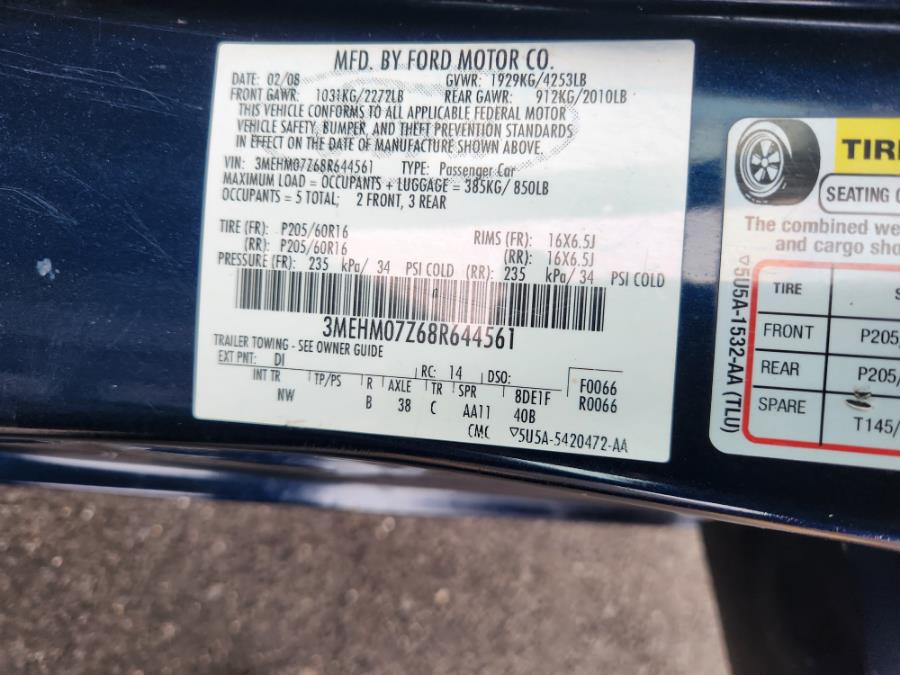 MFD. BY FORD MOTOR CO.
DATE: 02/08 GVWR: 1929KG/4253LB
FRONT GAWR: 1031KG/2272LB REAR GAWR: 912KG/2010LB
THIS VEHICLE CONFORMS TO ALL APPLICABLE FEDERAL MOTOR
VEHICLE SAFETY, BUMPER, AND THEFT PREVENTION STANDARDS
IN EFFECT ON THE DATE OF MANUFACTURE SHOWN ABOVE.
VIN: 3MEHM07Z68R644561 TYPE: Passenger Car
MAXIMUM LOAD = OCCUPANTS + LUGGAGE = 385KG/850LB
OCCUPANTS = 5 TOTAL; 2 FRONT, 3 REAR
TIRE (FR): P205/60R16 RIMS (FR): 16X6.5J
(RR): P205/60R16 (RR): 16X6.5J
PRESSURE (FR): 235 kPa/ 34 PSI COLD (RR): 235 kPa/ 34 PSI COLD
3MEHM07Z68R644561
TRAILER TOWING - SEE OWNER GUIDE
EXT PNT: DI RC: 14 DSO: F0066
INT TR TP/PS R AXLE TR SPR 8DE1F R0066
NW B 38 C AA11 40B
CMC ▽5U5A-5420472-AA
TIR
SEATING
The combined we
and cargo sho
TIRE S
FRONT P205/
REAR P205/
SPARE T145/
▽5U5A-1532-AA (TLU)